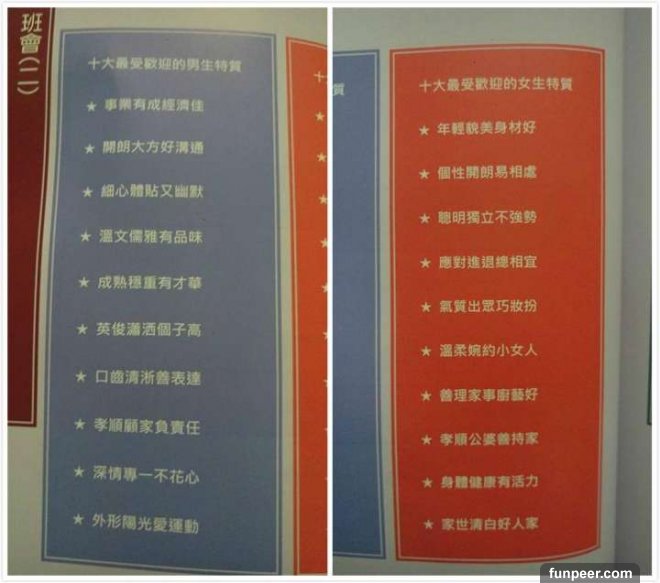 班會(二)
十大最受歡迎的男生特質
★ 事業有成經濟佳
★ 開朗大方好溝通
★ 細心體貼又幽默
★ 溫文儒雅有品味
★ 成熟穩重有才華
★ 英俊瀟洒個子高
★ 口齒清淅善表達
★ 孝順顧家負責任
★ 深情專一不花心
★ 外形陽光愛運動
十
質
十大最受歡迎的女生特質
★ 年輕貌美身材好
★ 個性開朗易相處
★ 聰明獨立不強勢
★ 應對進退總相宜
★ 氣質出眾巧妝扮
★ 溫柔婉約小女人
★ 善理家事廚藝好
★ 孝順公婆善持家
★ 身體健康有活力
★ 家世清白好人家
funpeer.com